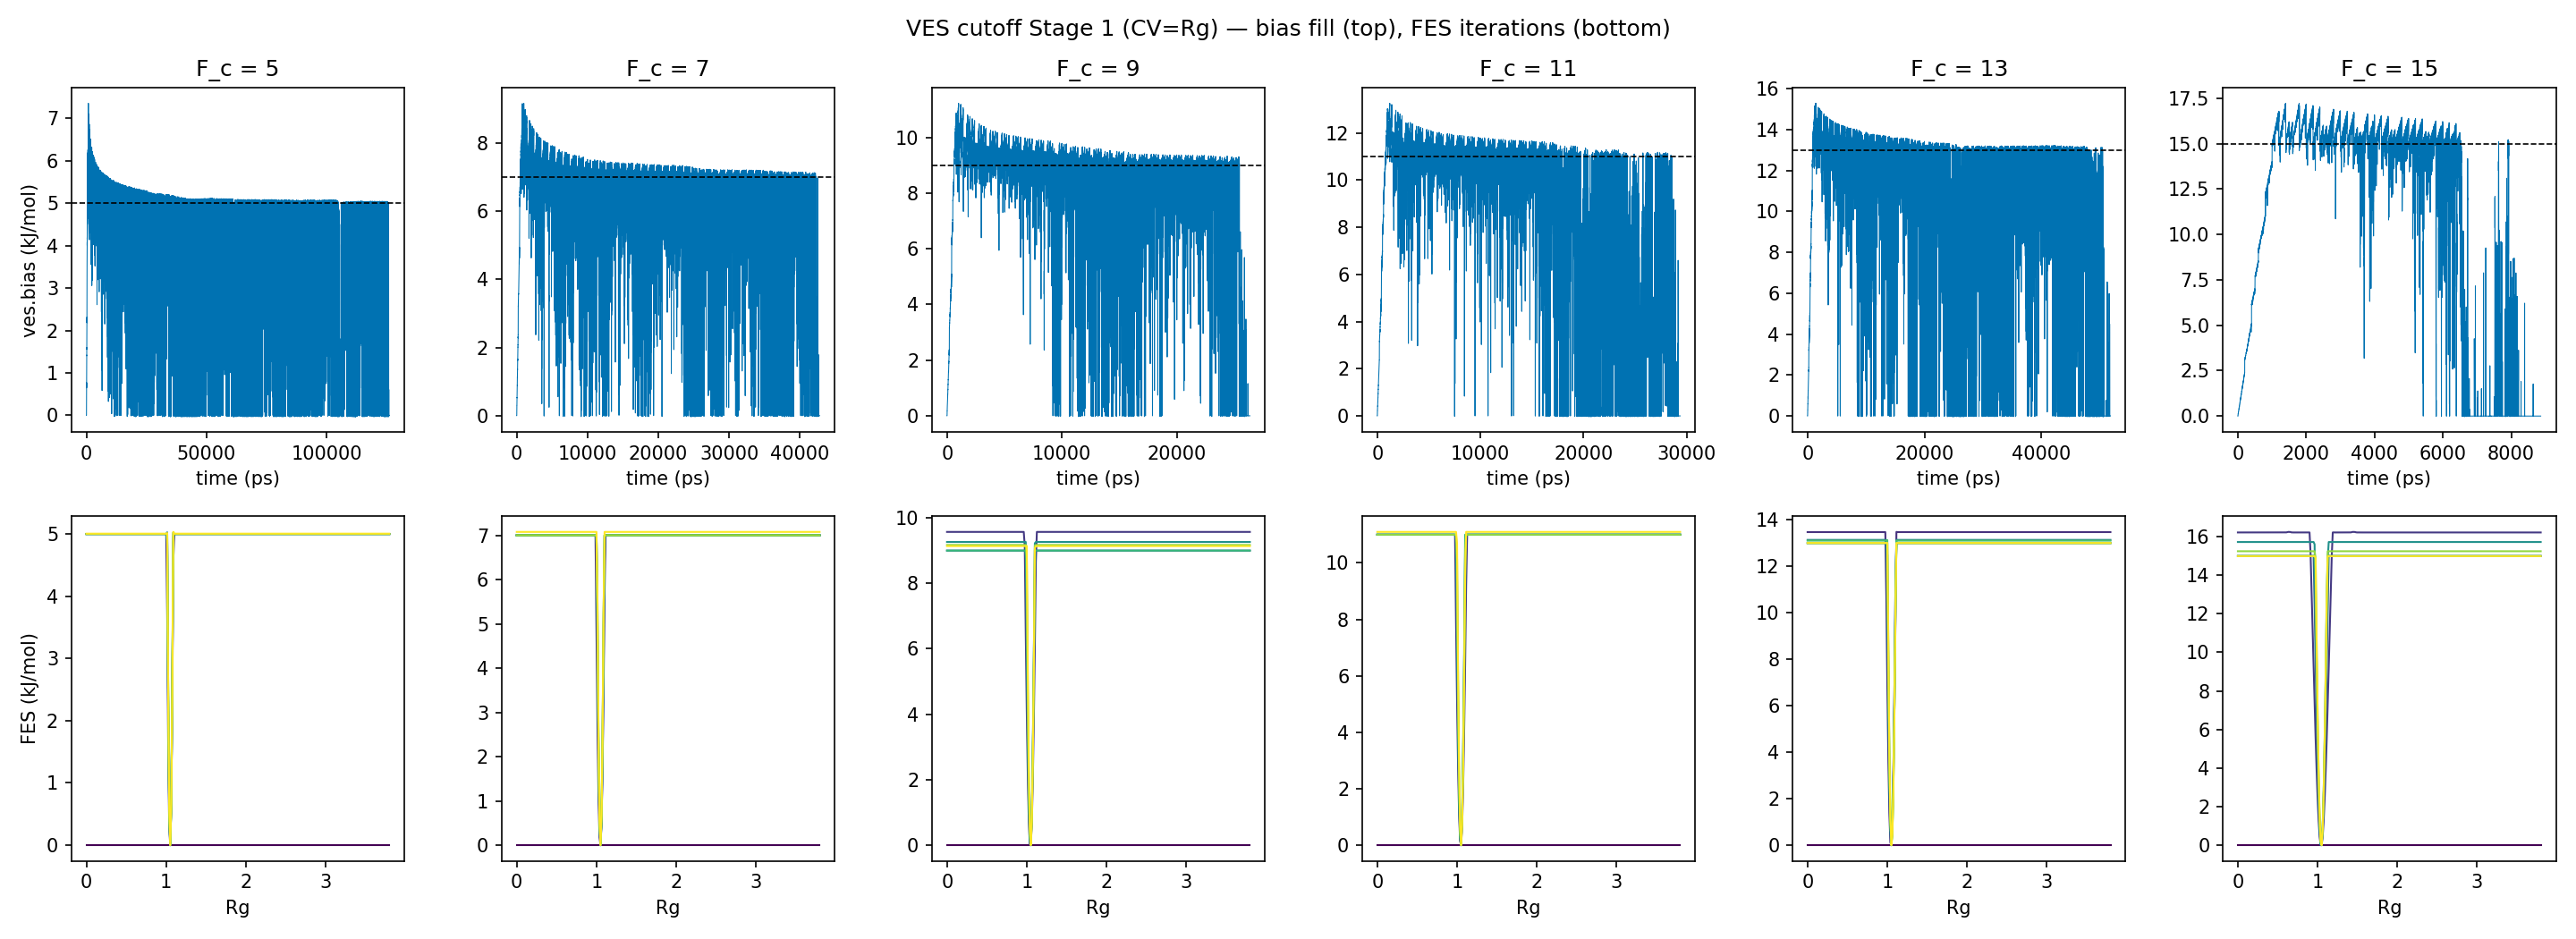 VES cutoff Stage 1 (CV=Rg) — bias fill (top), FES iterations (bottom)
F_c = 5
F_c = 7
F_c = 9
F_c = 11
F_c = 13
F_c = 15
ves.bias (kJ/mol)
7
6
5
4
3
2
1
0
0 50000 100000
time (ps)
8
6
4
2
0
0 10000 20000 30000 40000
time (ps)
10
8
6
4
2
0
0 10000 20000
time (ps)
12
10
8
6
4
2
0
0 10000 20000 30000
time (ps)
16
14
12
10
8
6
4
2
0
0 20000 40000
time (ps)
17.5
15.0
12.5
10.0
7.5
5.0
2.5
0.0
0 2000 4000 6000 8000
time (ps)
FES (kJ/mol)
5
4
3
2
1
0
0 1 2 3
Rg
7
6
5
4
3
2
1
0
0 1 2 3
Rg
10
8
6
4
2
0
0 1 2 3
Rg
10
8
6
4
2
0
0 1 2 3
Rg
14
12
10
8
6
4
2
0
0 1 2 3
Rg
16
14
12
10
8
6
4
2
0
0 1 2 3
Rg